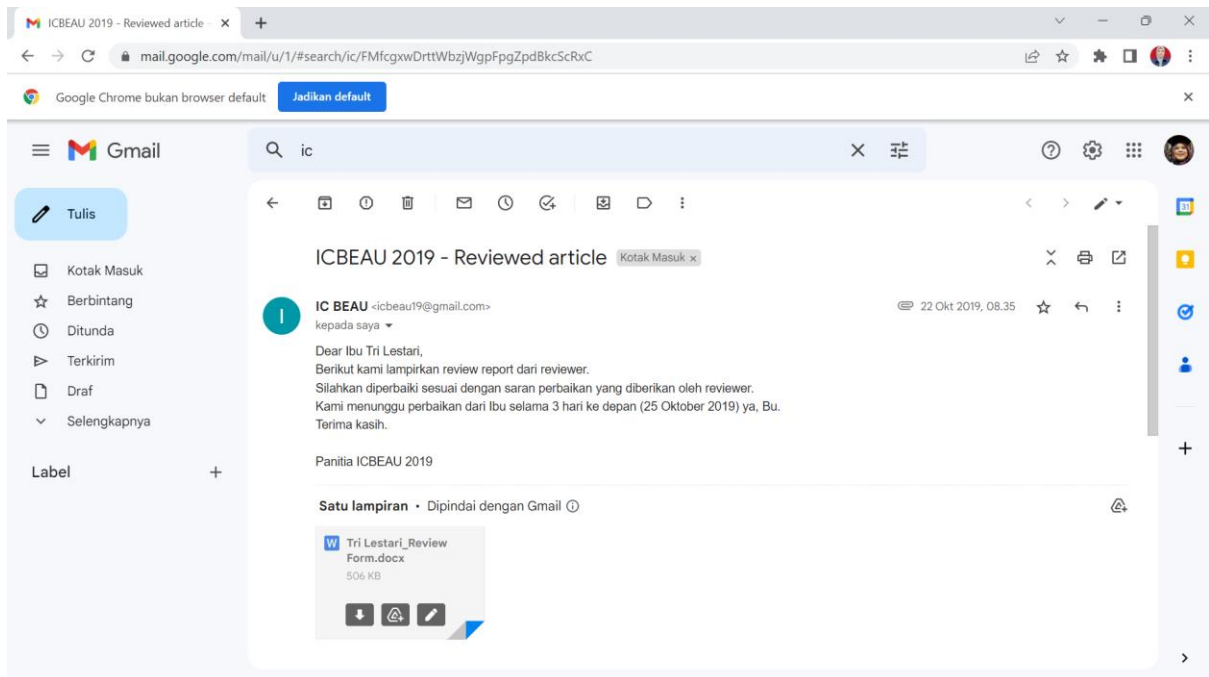 ICBEAU 2019 - Reviewed article -
mail.google.com/mail/u/1/#search/ic/FMfcgxwDrttWbzjWgpFpgZpdBkcScRxC
Google Chrome bukan browser default Jadikan default
Gmail
ic
Tulis
Kotak Masuk
Berbintang
Ditunda
Terkirim
Draf
Selengkapnya
Label
31
ICBEAU 2019 - Reviewed article Kotak Masuk x
I
IC BEAU <icbeau19@gmail.com> 22 Okt 2019, 08.35
kepada saya
Dear Ibu Tri Lestari,
Berikut kami lampirkan review report dari reviewer.
Silahkan diperbaiki sesuai dengan saran perbaikan yang diberikan oleh reviewer.
Kami menunggu perbaikan dari Ibu selama 3 hari ke depan (25 Oktober 2019) ya, Bu.
Terima kasih.
Panitia ICBEAU 2019
Satu lampiran • Dipindai dengan Gmail
W Tri Lestari_Review
Form.docx
506 KB